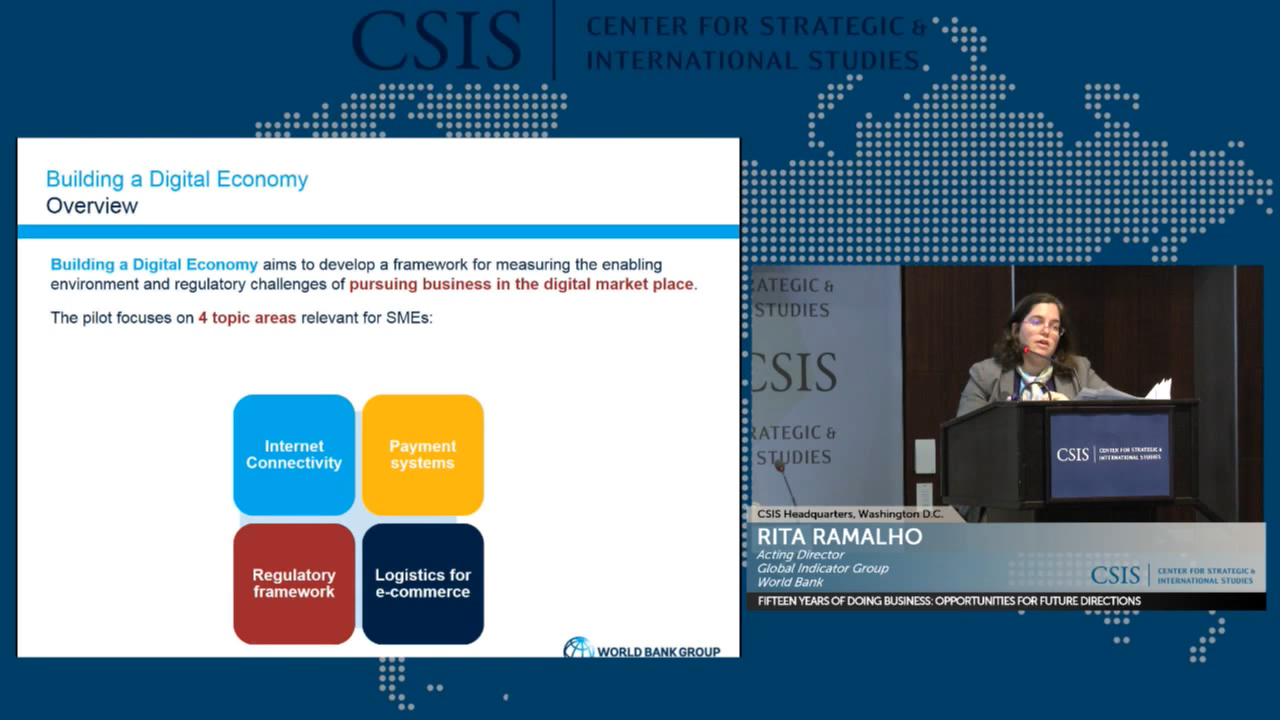 CSIS
CENTER FOR STRATEGIC &
INTERNATIONAL STUDIES
Building a Digital Economy
Overview
Building a Digital Economy aims to develop a framework for measuring the enabling
environment and regulatory challenges of pursuing business in the digital market place.
The pilot focuses on 4 topic areas relevant for SMEs:
Internet
Connectivity
Payment
systems
Regulatory
framework
Logistics for
e-commerce
WORLD BANK GROUP
ATEGIC &
STUDIES
CSIS
RATEGIC &
STUDIES
CSIS
CENTER FOR STRATEGIC &
INTERNATIONAL STUDIES
CSIS Headquarters, Washington D.C.
RITA RAMALHO
Acting Director
Global Indicator Group
World Bank
CSIS
CENTER FOR STRATEGIC &
INTERNATIONAL STUDIES
FIFTEEN YEARS OF DOING BUSINESS: OPPORTUNITIES FOR FUTURE DIRECTIONS